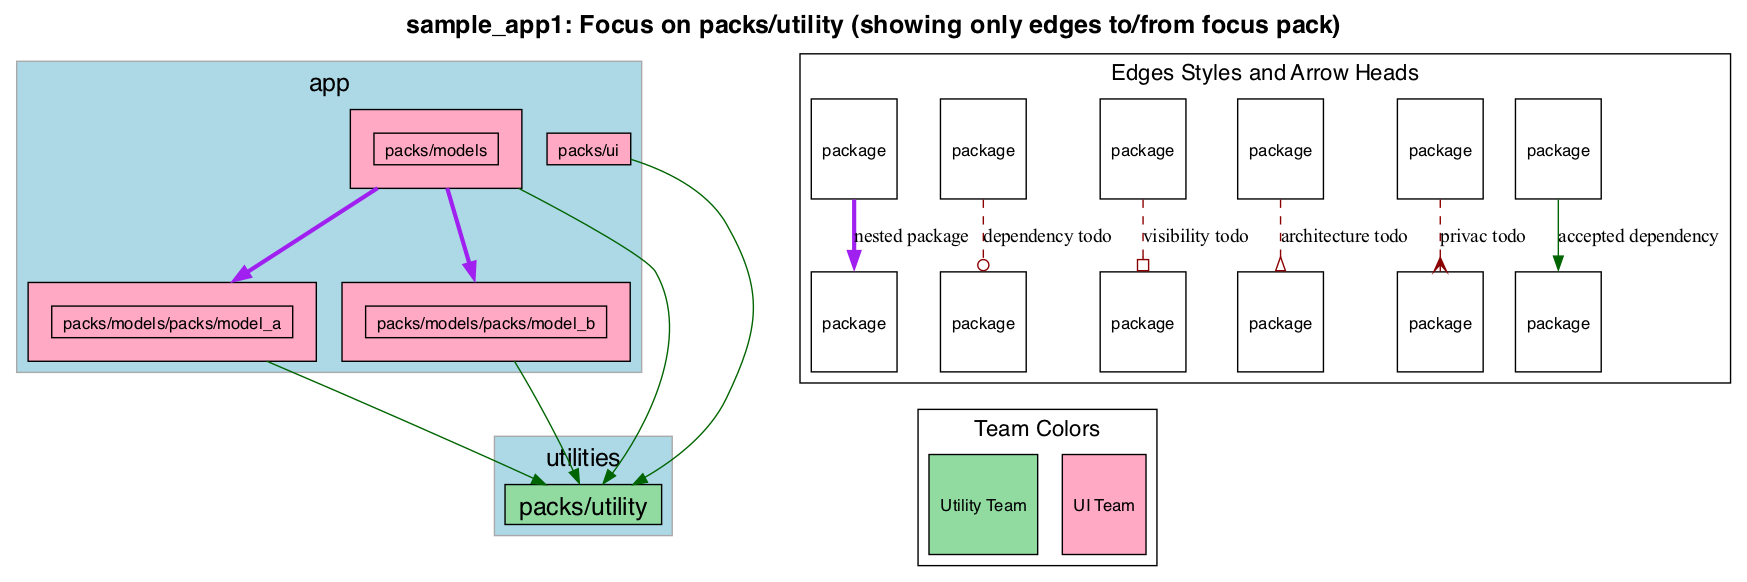 sample_app1: Focus on packs/utility (showing only edges to/from focus pack)
app
packs/models
packs/ui
packs/models/packs/model_a
packs/models/packs/model_b
utilities
packs/utility
Edges Styles and Arrow Heads
package
package
package
package
package
package
nested package
dependency todo
visibility todo
architecture todo
privac todo
accepted dependency
package
package
package
package
package
package
Team Colors
Utility Team
UI Team